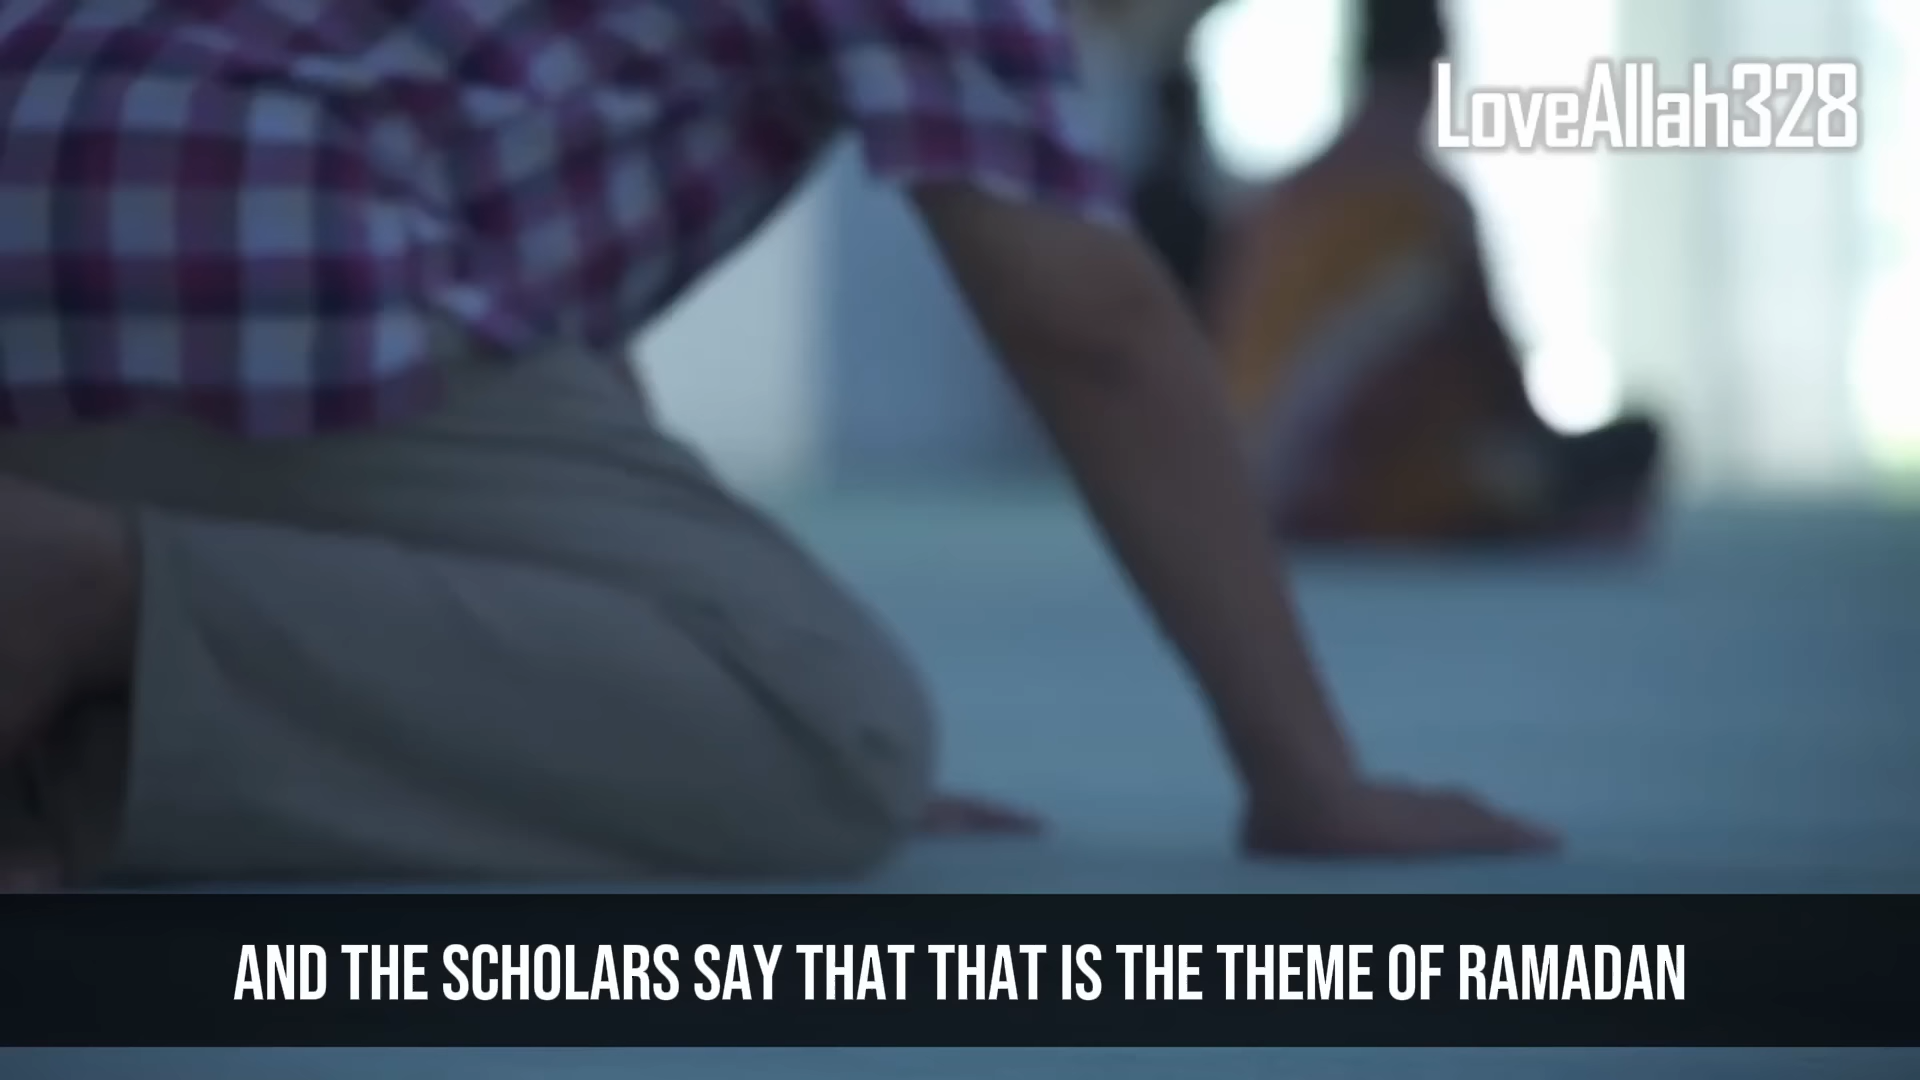 LoveAllah328
AND THE SCHOLARS SAY THAT THAT IS THE THEME OF RAMADAN